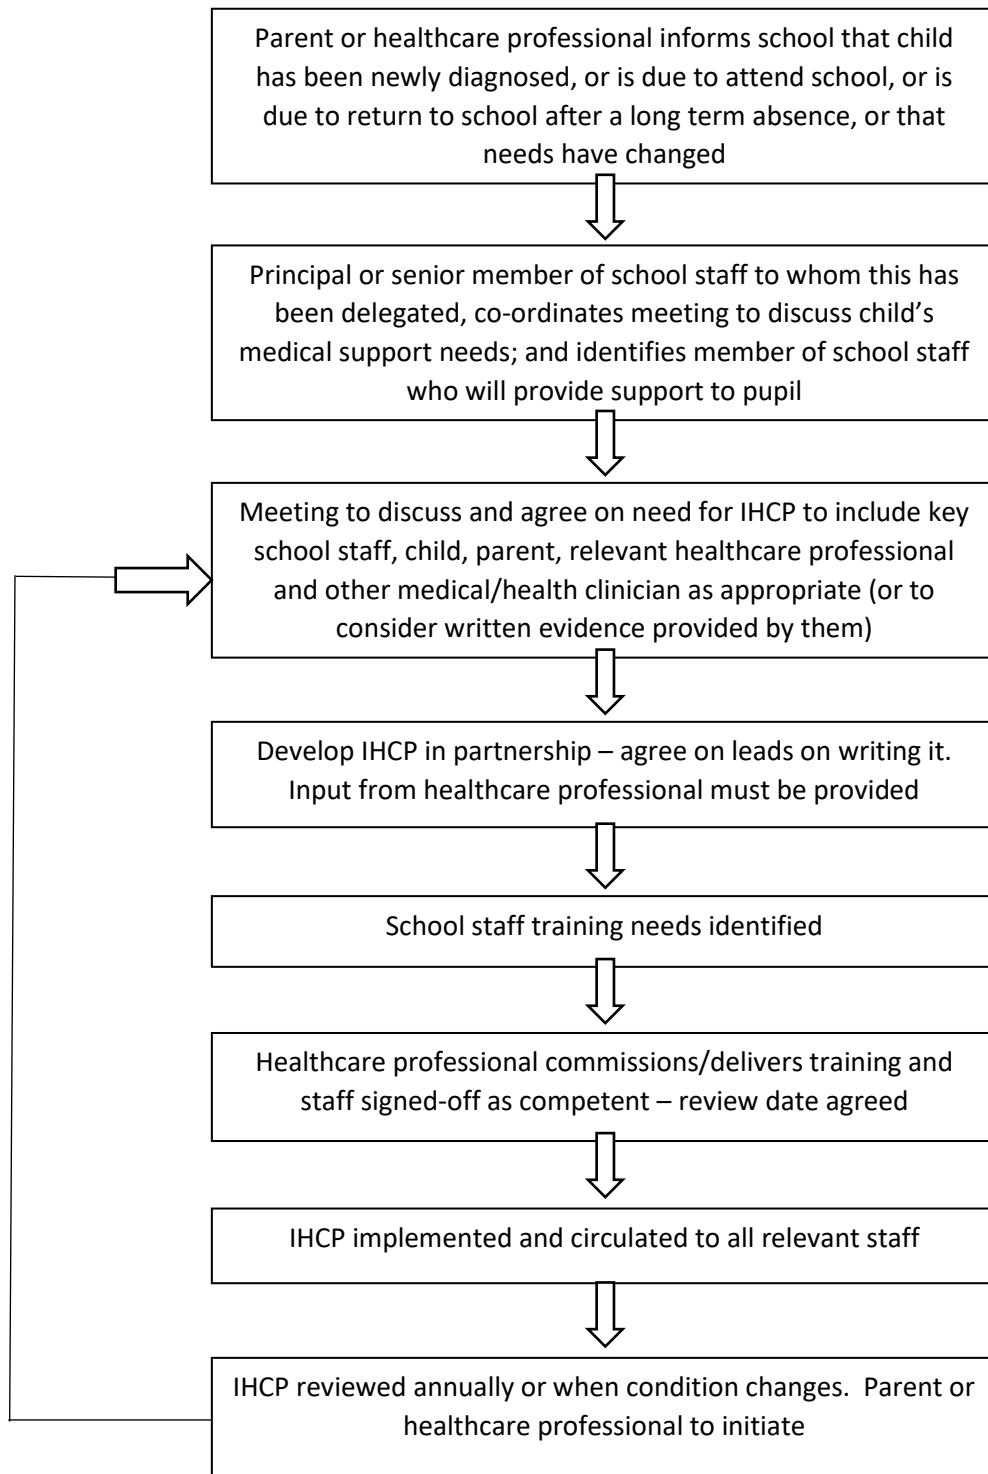 Parent or healthcare professional informs school that child
has been newly diagnosed, or is due to attend school, or is
due to return to school after a long term absence, or that
needs have changed
Principal or senior member of school staff to whom this has
been delegated, co-ordinates meeting to discuss child’s
medical support needs; and identifies member of school staff
who will provide support to pupil
Meeting to discuss and agree on need for IHCP to include key
school staff, child, parent, relevant healthcare professional
and other medical/health clinician as appropriate (or to
consider written evidence provided by them)
Develop IHCP in partnership – agree on leads on writing it.
Input from healthcare professional must be provided
School staff training needs identified
Healthcare professional commissions/delivers training and
staff signed-off as competent – review date agreed
IHCP implemented and circulated to all relevant staff
IHCP reviewed annually or when condition changes.  Parent or
healthcare professional to initiate